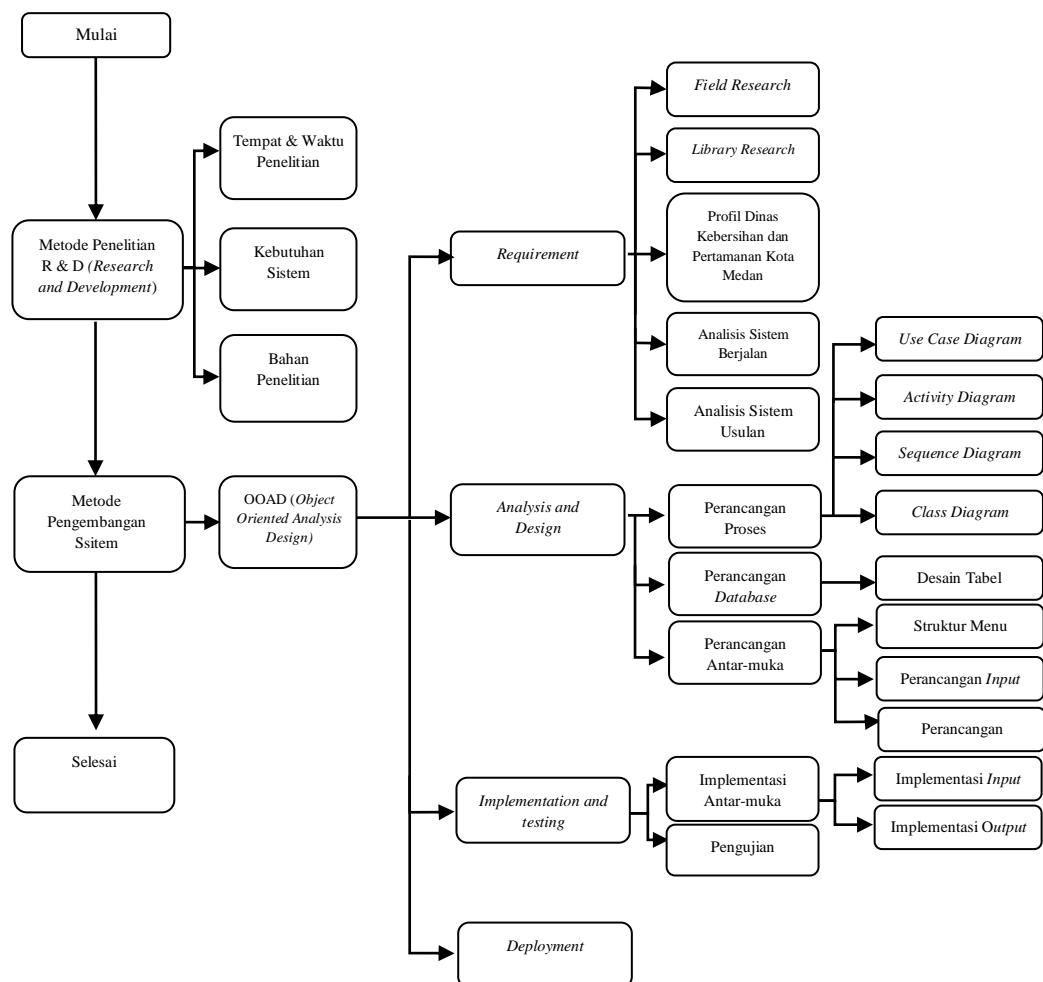 Mulai
Tempat & Waktu
Penelitian
Metode Penelitian
R & D (Research
and Development)
Kebutuhan
Sistem
Bahan
Penelitian
Metode
Pengembangan
Ssitem
OOAD (Object
Oriented Analysis
Design)
Selesai
Requirement
Field Research
Library Research
Profil Dinas
Kebersihan dan
Pertamanan Kota
Medan
Analisis Sistem
Berjalan
Analisis Sistem
Usulan
Analysis and
Design
Perancangan
Proses
Use Case Diagram
Activity Diagram
Sequence Diagram
Class Diagram
Perancangan
Database
Desain Tabel
Perancangan
Antar-muka
Struktur Menu
Perancangan Input
Perancangan
Implementation and
testing
Implementasi
Antar-muka
Implementasi Input
Implementasi Output
Pengujian
Deployment